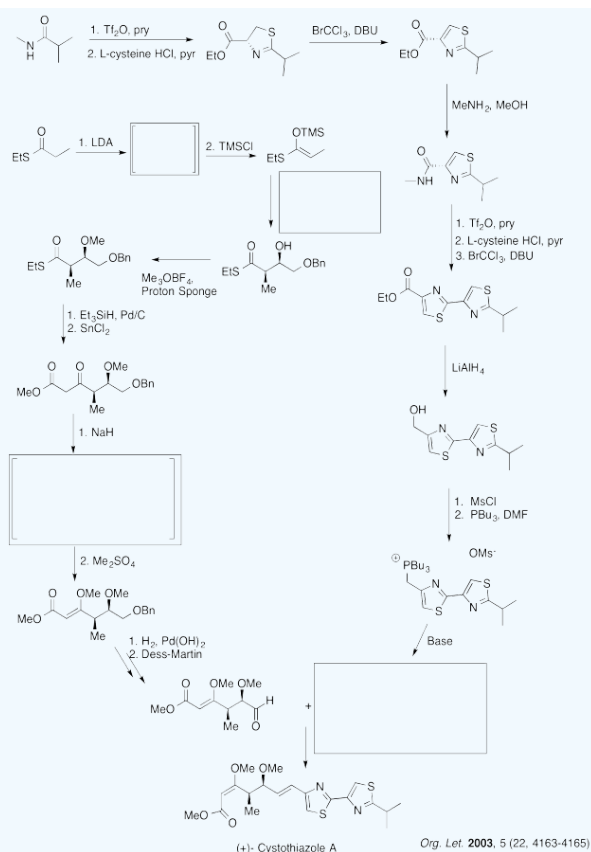 O
N
H
1. Tf2O, pry
2. L-cysteine HCl, pyr
O
EtO
S
N
BrCCl3, DBU
O
EtO
S
N
MeNH2, MeOH
O
NH
S
N
1. Tf2O, pry
2. L-cysteine HCl, pyr
3. BrCCl3, DBU
O
EtS
1. LDA
2. TMSCl
OTMS
EtS
O
OH
EtS
OBn
Me
Me3OBF4,
Proton Sponge
O
OMe
EtS
OBn
Me
1. Et3SiH, Pd/C
2. SnCl2
O
EtO
N
S
S
N
LiAlH4
O
O
OMe
MeO
OBn
Me
1. NaH
OH
N
S
S
N
1. MsCl
2. PBu3, DMF
2. Me2SO4
⊕
PBu3
OMs-
N
S
S
N
Base
O
OMe OMe
MeO
OBn
Me
1. H2, Pd(OH)2
2. Dess-Martin
O
OMe OMe
MeO
H
Me
O
+
OMe OMe
N
S
S
N
MeO
Me
O
(+)- Cystothiazole A
Org. Let. 2003, 5 (22, 4163-4165)